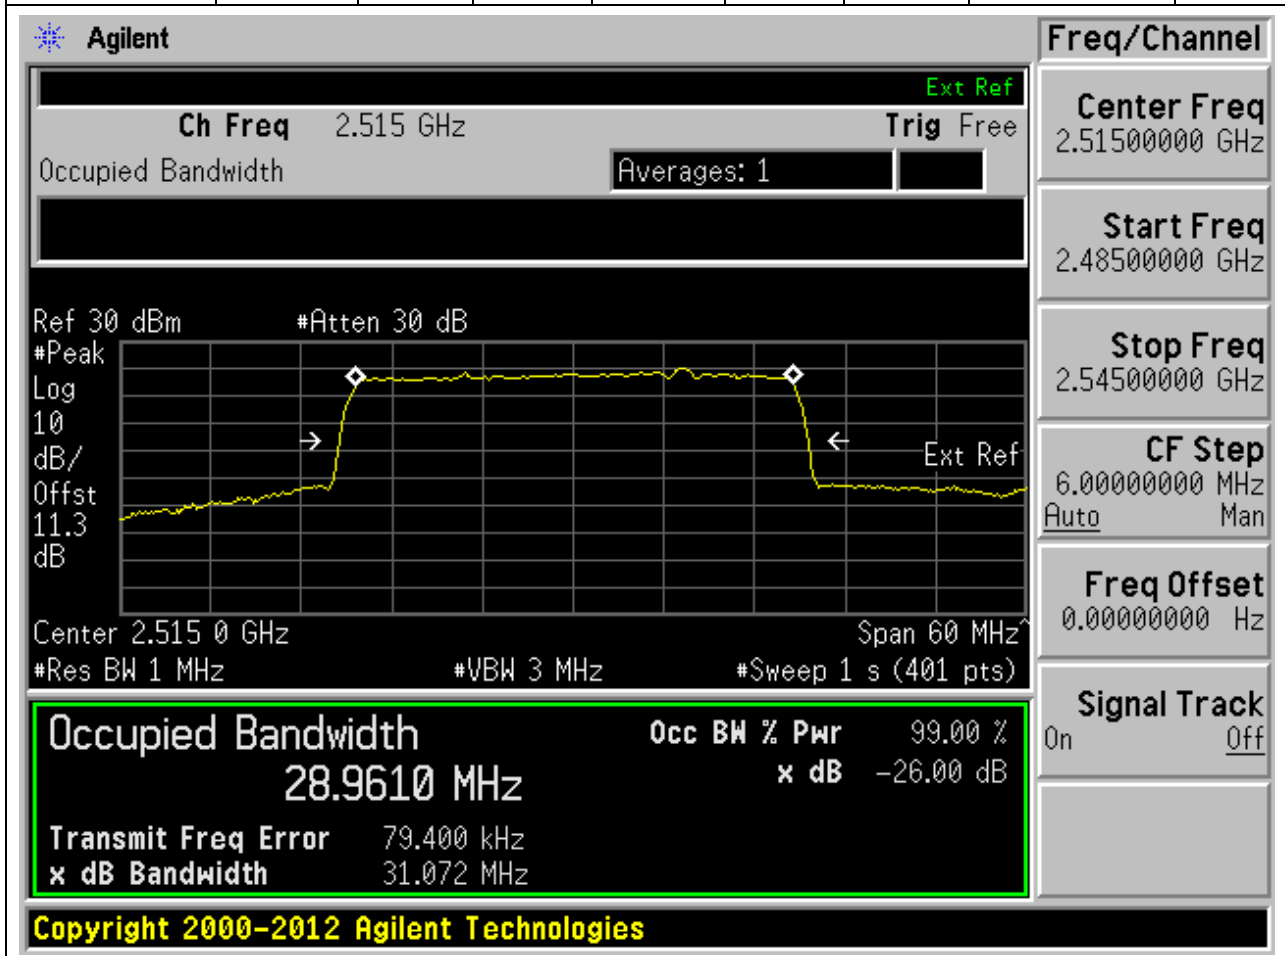 Agilent
Freq/Channel
Ext Ref
Ch Freq 2.515 GHz Trig Free
Occupied Bandwidth Averages: 1
Center Freq
2.51500000 GHz
Start Freq
2.48500000 GHz
Stop Freq
2.54500000 GHz
CF Step
6.00000000 MHz
Auto Man
Freq Offset
0.00000000 Hz
Signal Track
On Off
Ref 30 dBm #Atten 30 dB
#Peak
Log
10
dB/
Offst
11.3
dB
Ext Ref
Center 2.515 0 GHz Span 60 MHz^
#Res BW 1 MHz #VBW 3 MHz #Sweep 1 s (401 pts)
Occupied Bandwidth
28.9610 MHz
Occ BW % Pwr 99.00 %
x dB -26.00 dB
Transmit Freq Error 79.400 kHz
x dB Bandwidth 31.072 MHz
Copyright 2000-2012 Agilent Technologies